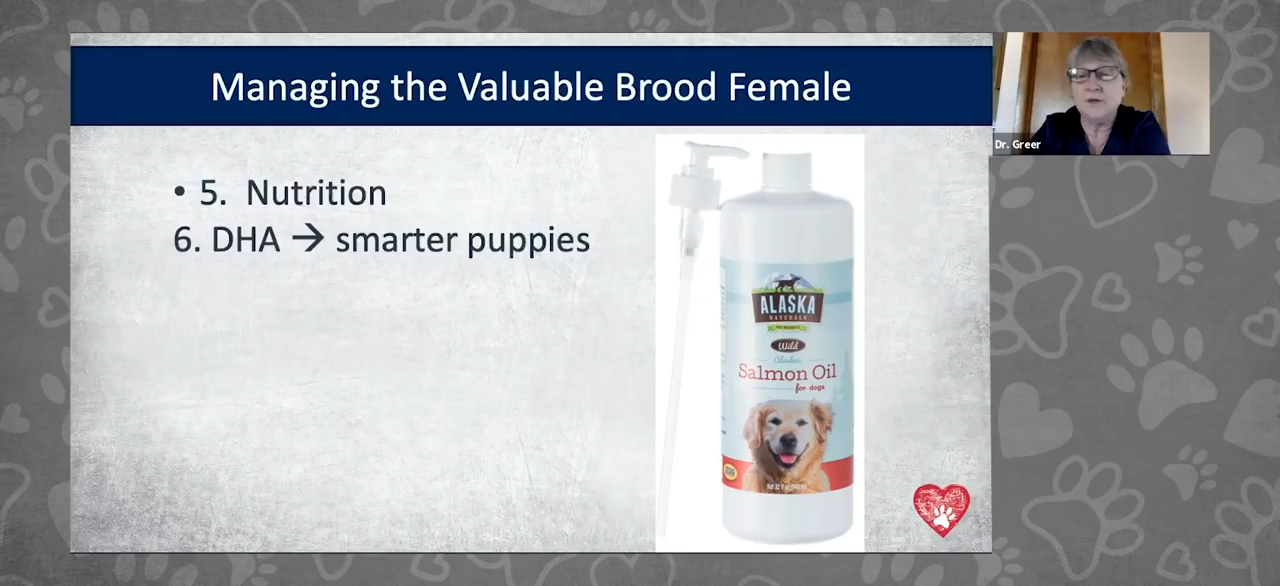 Managing the Valuable Brood Female
Dr. Greer
• 5. Nutrition
6. DHA → smarter puppies
ALASKA
NATURALS
Wild
Alaskan
Salmon Oil
for dogs